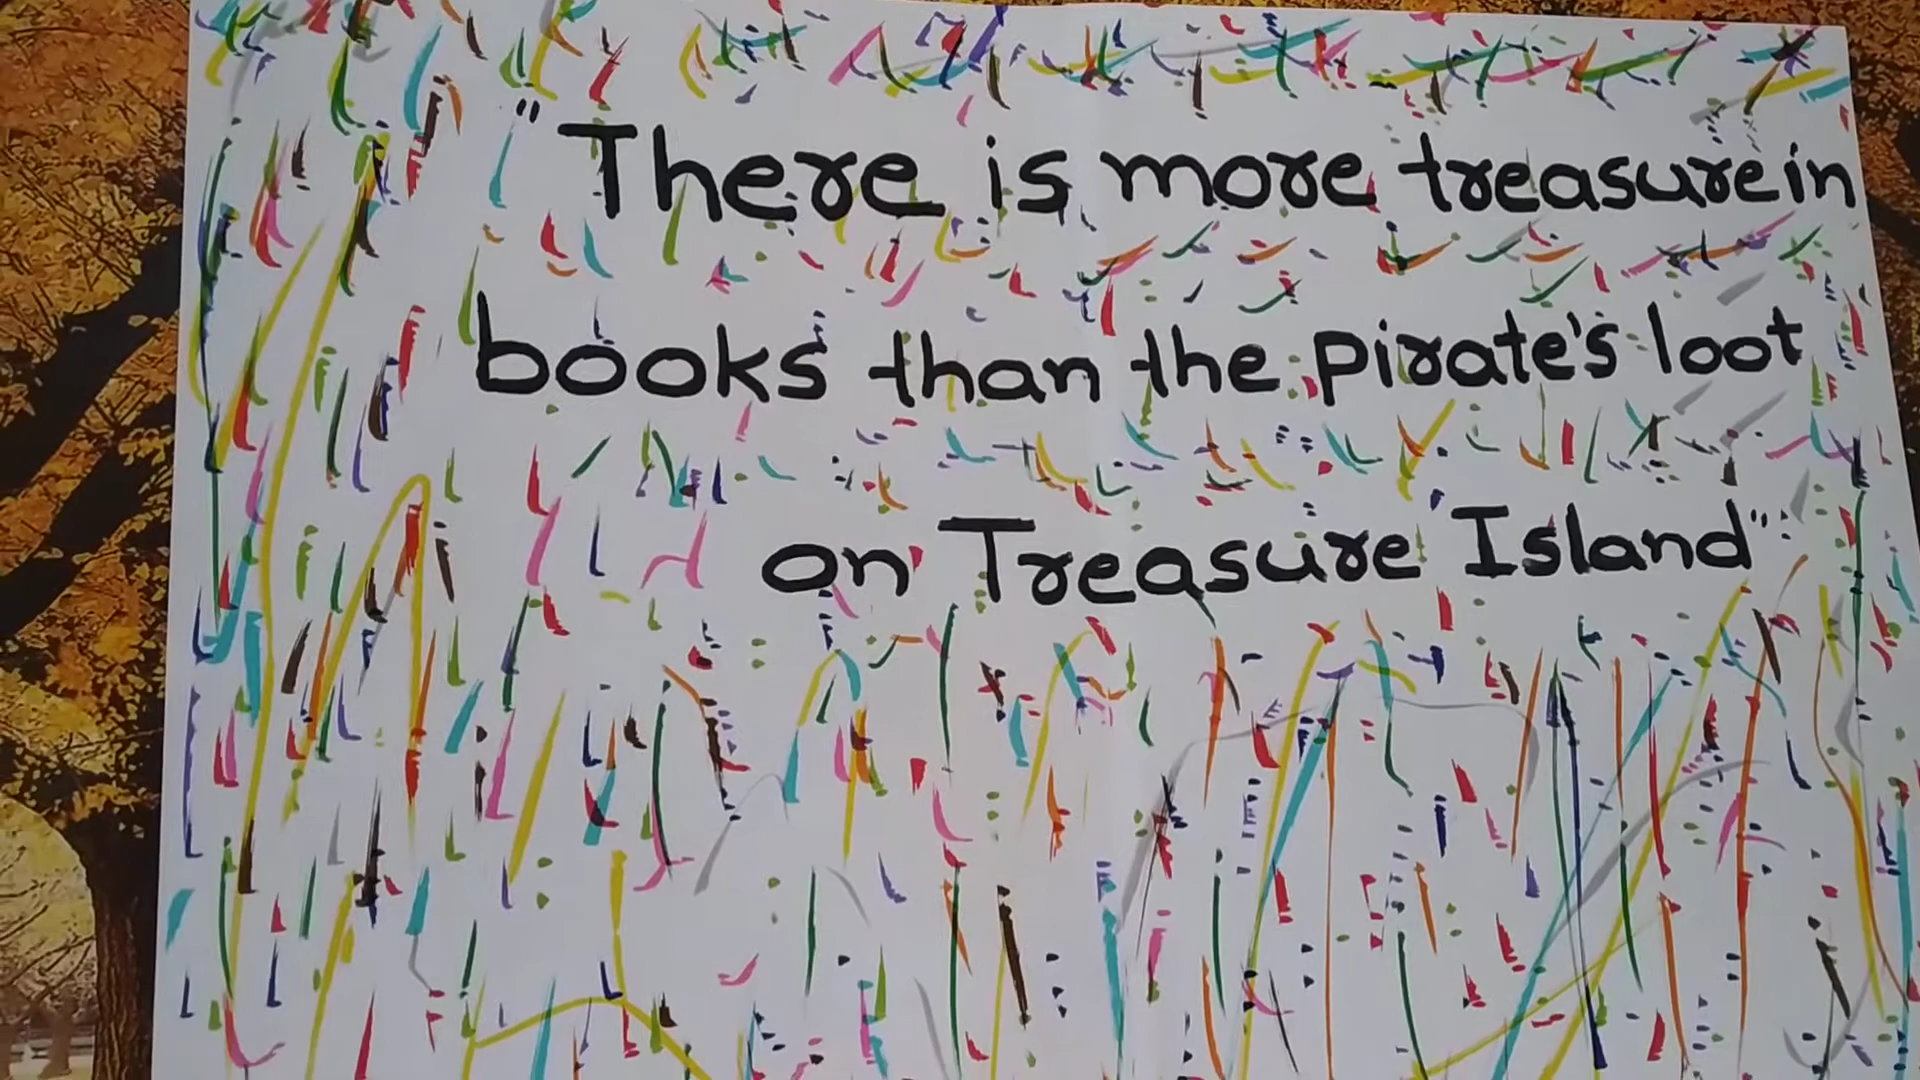 "There is more treasure in
books than the pirate's loot
on Treasure Island"